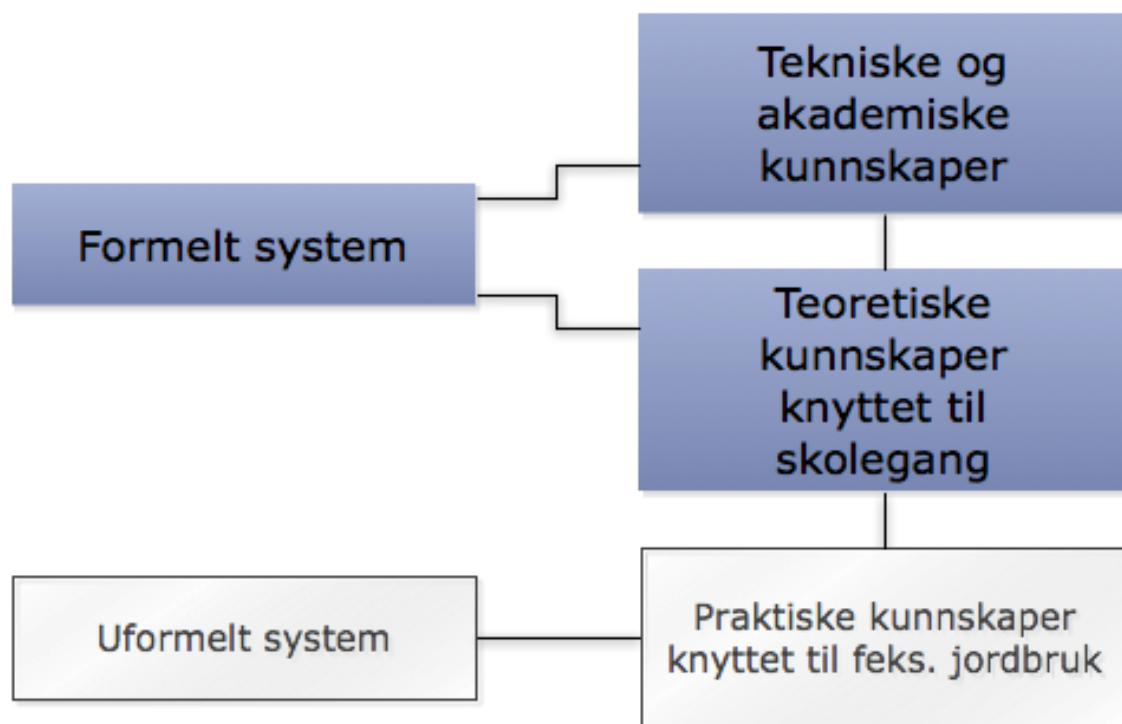 Tekniske og
akademiske
kunnskaper
Formelt system
Teoretiske
kunnskaper
knyttet til
skolegang
Uformelt system
Praktiske kunnskaper
knyttet til feks. jordbruk